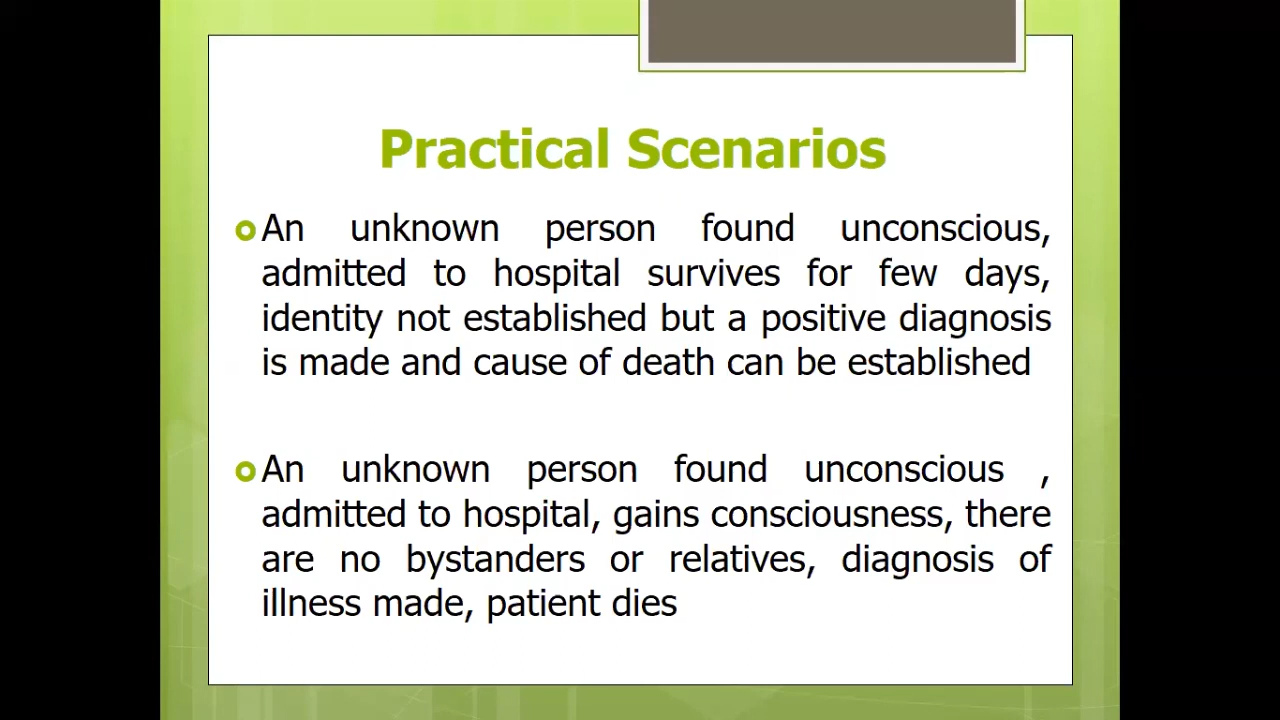 Practical Scenarios
An unknown person found unconscious,
admitted to hospital survives for few days,
identity not established but a positive diagnosis
is made and cause of death can be established
An unknown person found unconscious ,
admitted to hospital, gains consciousness, there
are no bystanders or relatives, diagnosis of
illness made, patient dies